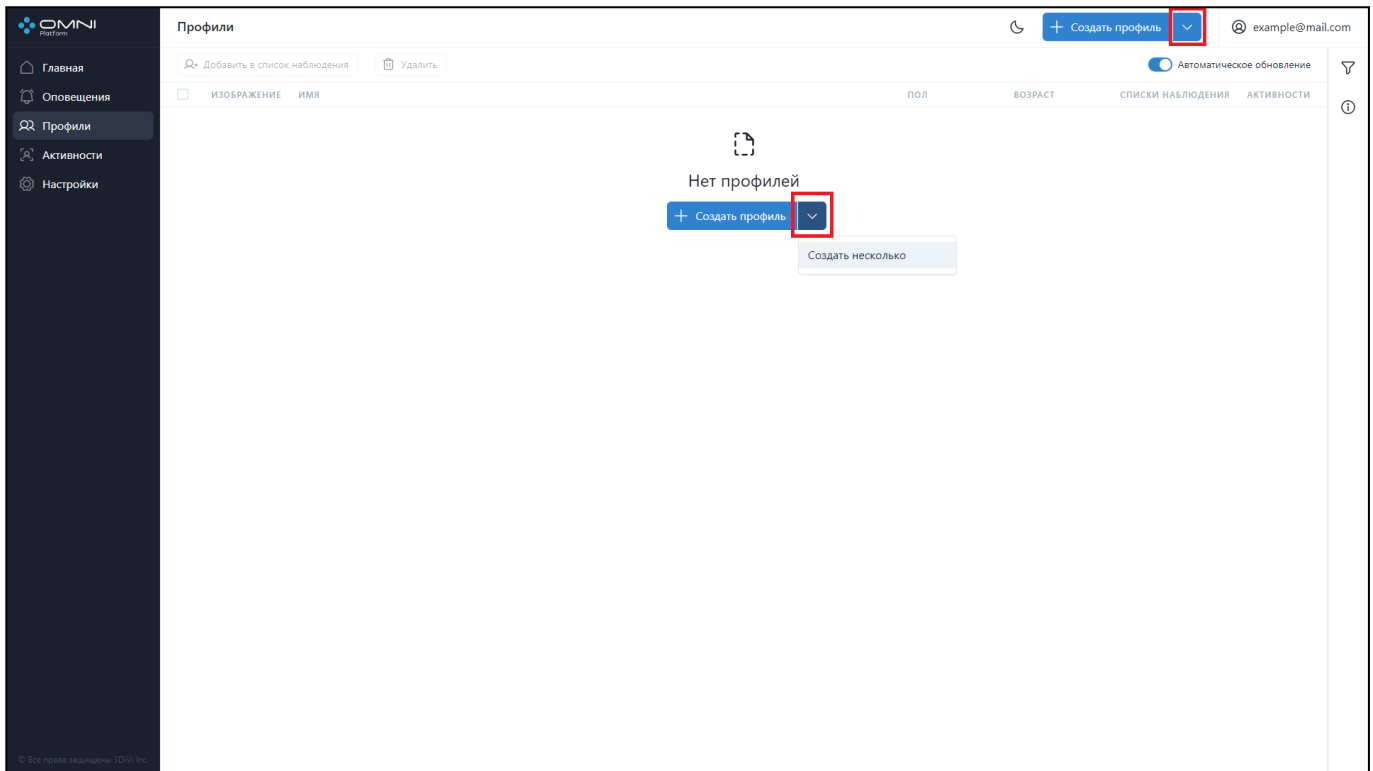 OMNI
Platform
Профили
Создать профиль
example@mail.com
Главная
Оповещения
Профили
Активности
Настройки
Добавить в список наблюдения
Удалить
Автоматическое обновление
ИЗОБРАЖЕНИЕ ИМЯ ПОЛ ВОЗРАСТ СПИСКИ НАБЛЮДЕНИЯ АКТИВНОСТИ
Нет профилей
Создать профиль
Создать несколько
© Все права защищены 3DiVi Inc.